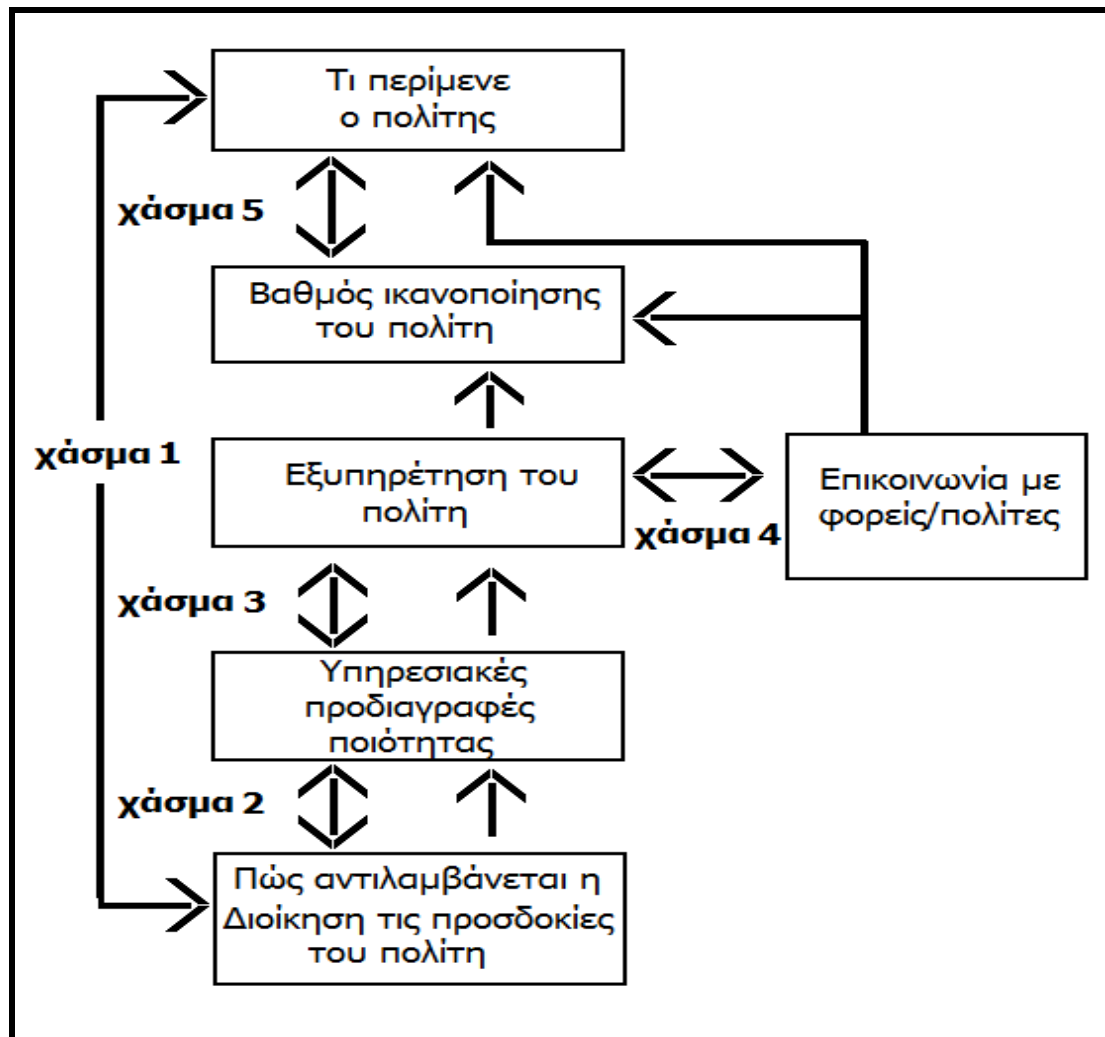 Τι περίμενε
ο πολίτης
χάσμα 5
Βαθμός ικανοποίησης
του πολίτη
χάσμα 1
Εξυπηρέτηση του
πολίτη
χάσμα 4
Επικοινωνία με
φορείς/πολίτες
χάσμα 3
Υπηρεσιακές
προδιαγραφές
ποιότητας
χάσμα 2
Πώς αντιλαμβάνεται η
Διοίκηση τις προσδοκίες
του πολίτη